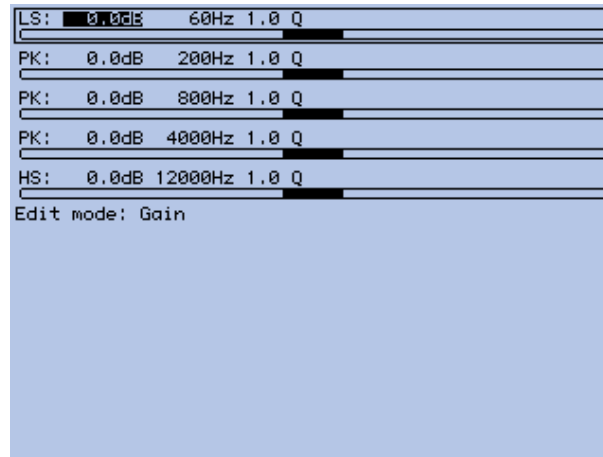 LS: 0.0dB 60Hz 1.0 Q
PK: 0.0dB 200Hz 1.0 Q
PK: 0.0dB 800Hz 1.0 Q
PK: 0.0dB 4000Hz 1.0 Q
HS: 0.0dB 12000Hz 1.0 Q
Edit mode: Gain